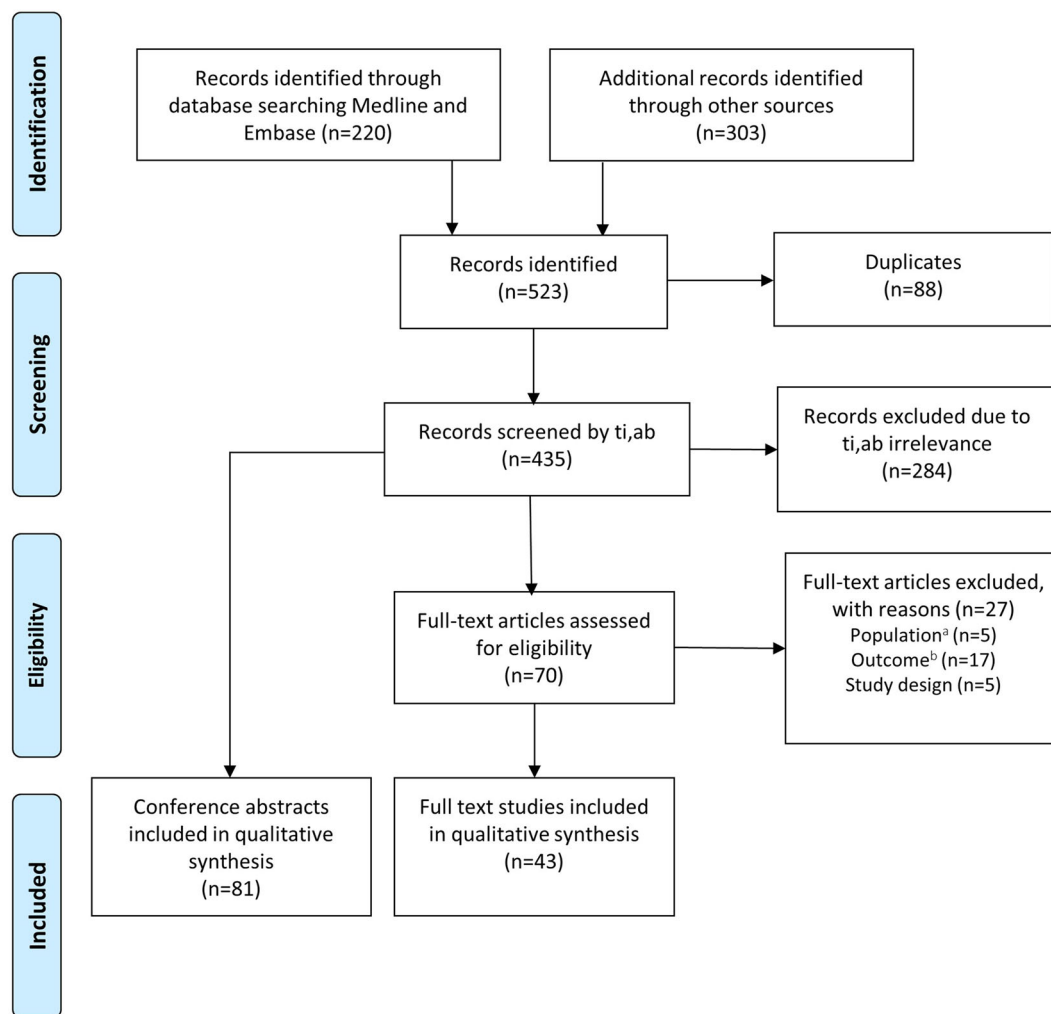 Identification
Records identified through
database searching Medline and
Embase (n=220)
Additional records identified
through other sources
(n=303)
Records identified
(n=523)
Duplicates
(n=88)
Screening
Records screened by ti,ab
(n=435)
Records excluded due to
ti,ab irrelevance
(n=284)
Eligibility
Full-text articles assessed
for eligibility
(n=70)
Full-text articles excluded,
with reasons (n=27)
Populationᵃ (n=5)
Outcomeᵇ (n=17)
Study design (n=5)
Included
Conference abstracts
included in qualitative
synthesis
(n=81)
Full text studies included
in qualitative synthesis
(n=43)